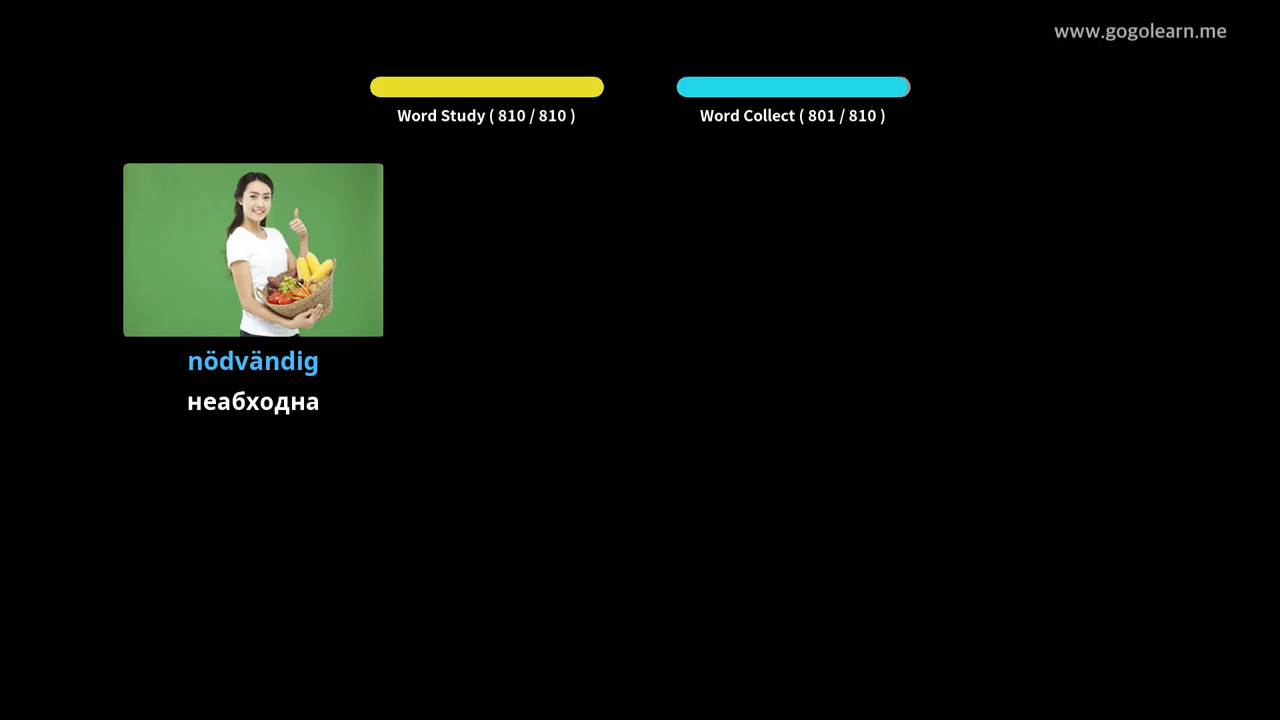 www.gogolearn.me
Word Study ( 810 / 810 )
Word Collect ( 801 / 810 )
nödvändig
неабходна